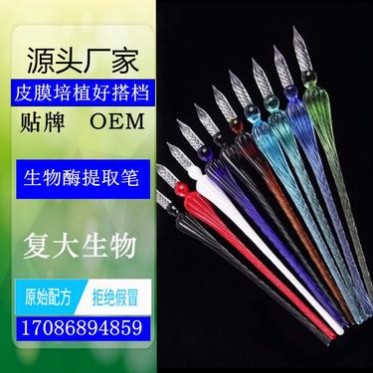 源头厂家
皮膜培植好搭档
贴牌 OEM
生物酶提取笔
复大生物
原始配方 拒绝假冒
17086894859